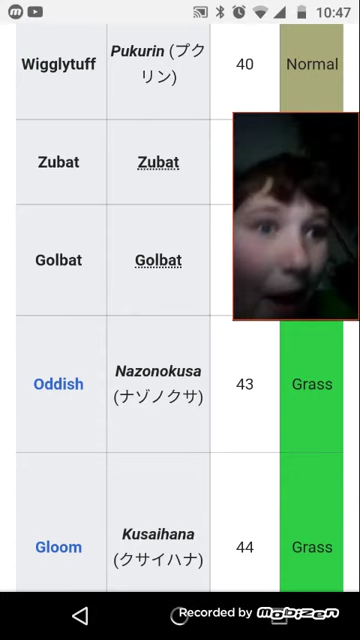 10:47
Wigglytuff
Pukurin (プク
リン)
40
Normal
Zubat
Zubat
Golbat
Golbat
Oddish
Nazonokusa
(ナゾノクサ)
43
Grass
Gloom
Kusaihana
(クサイハナ)
44
Grass
Recorded by mobizen